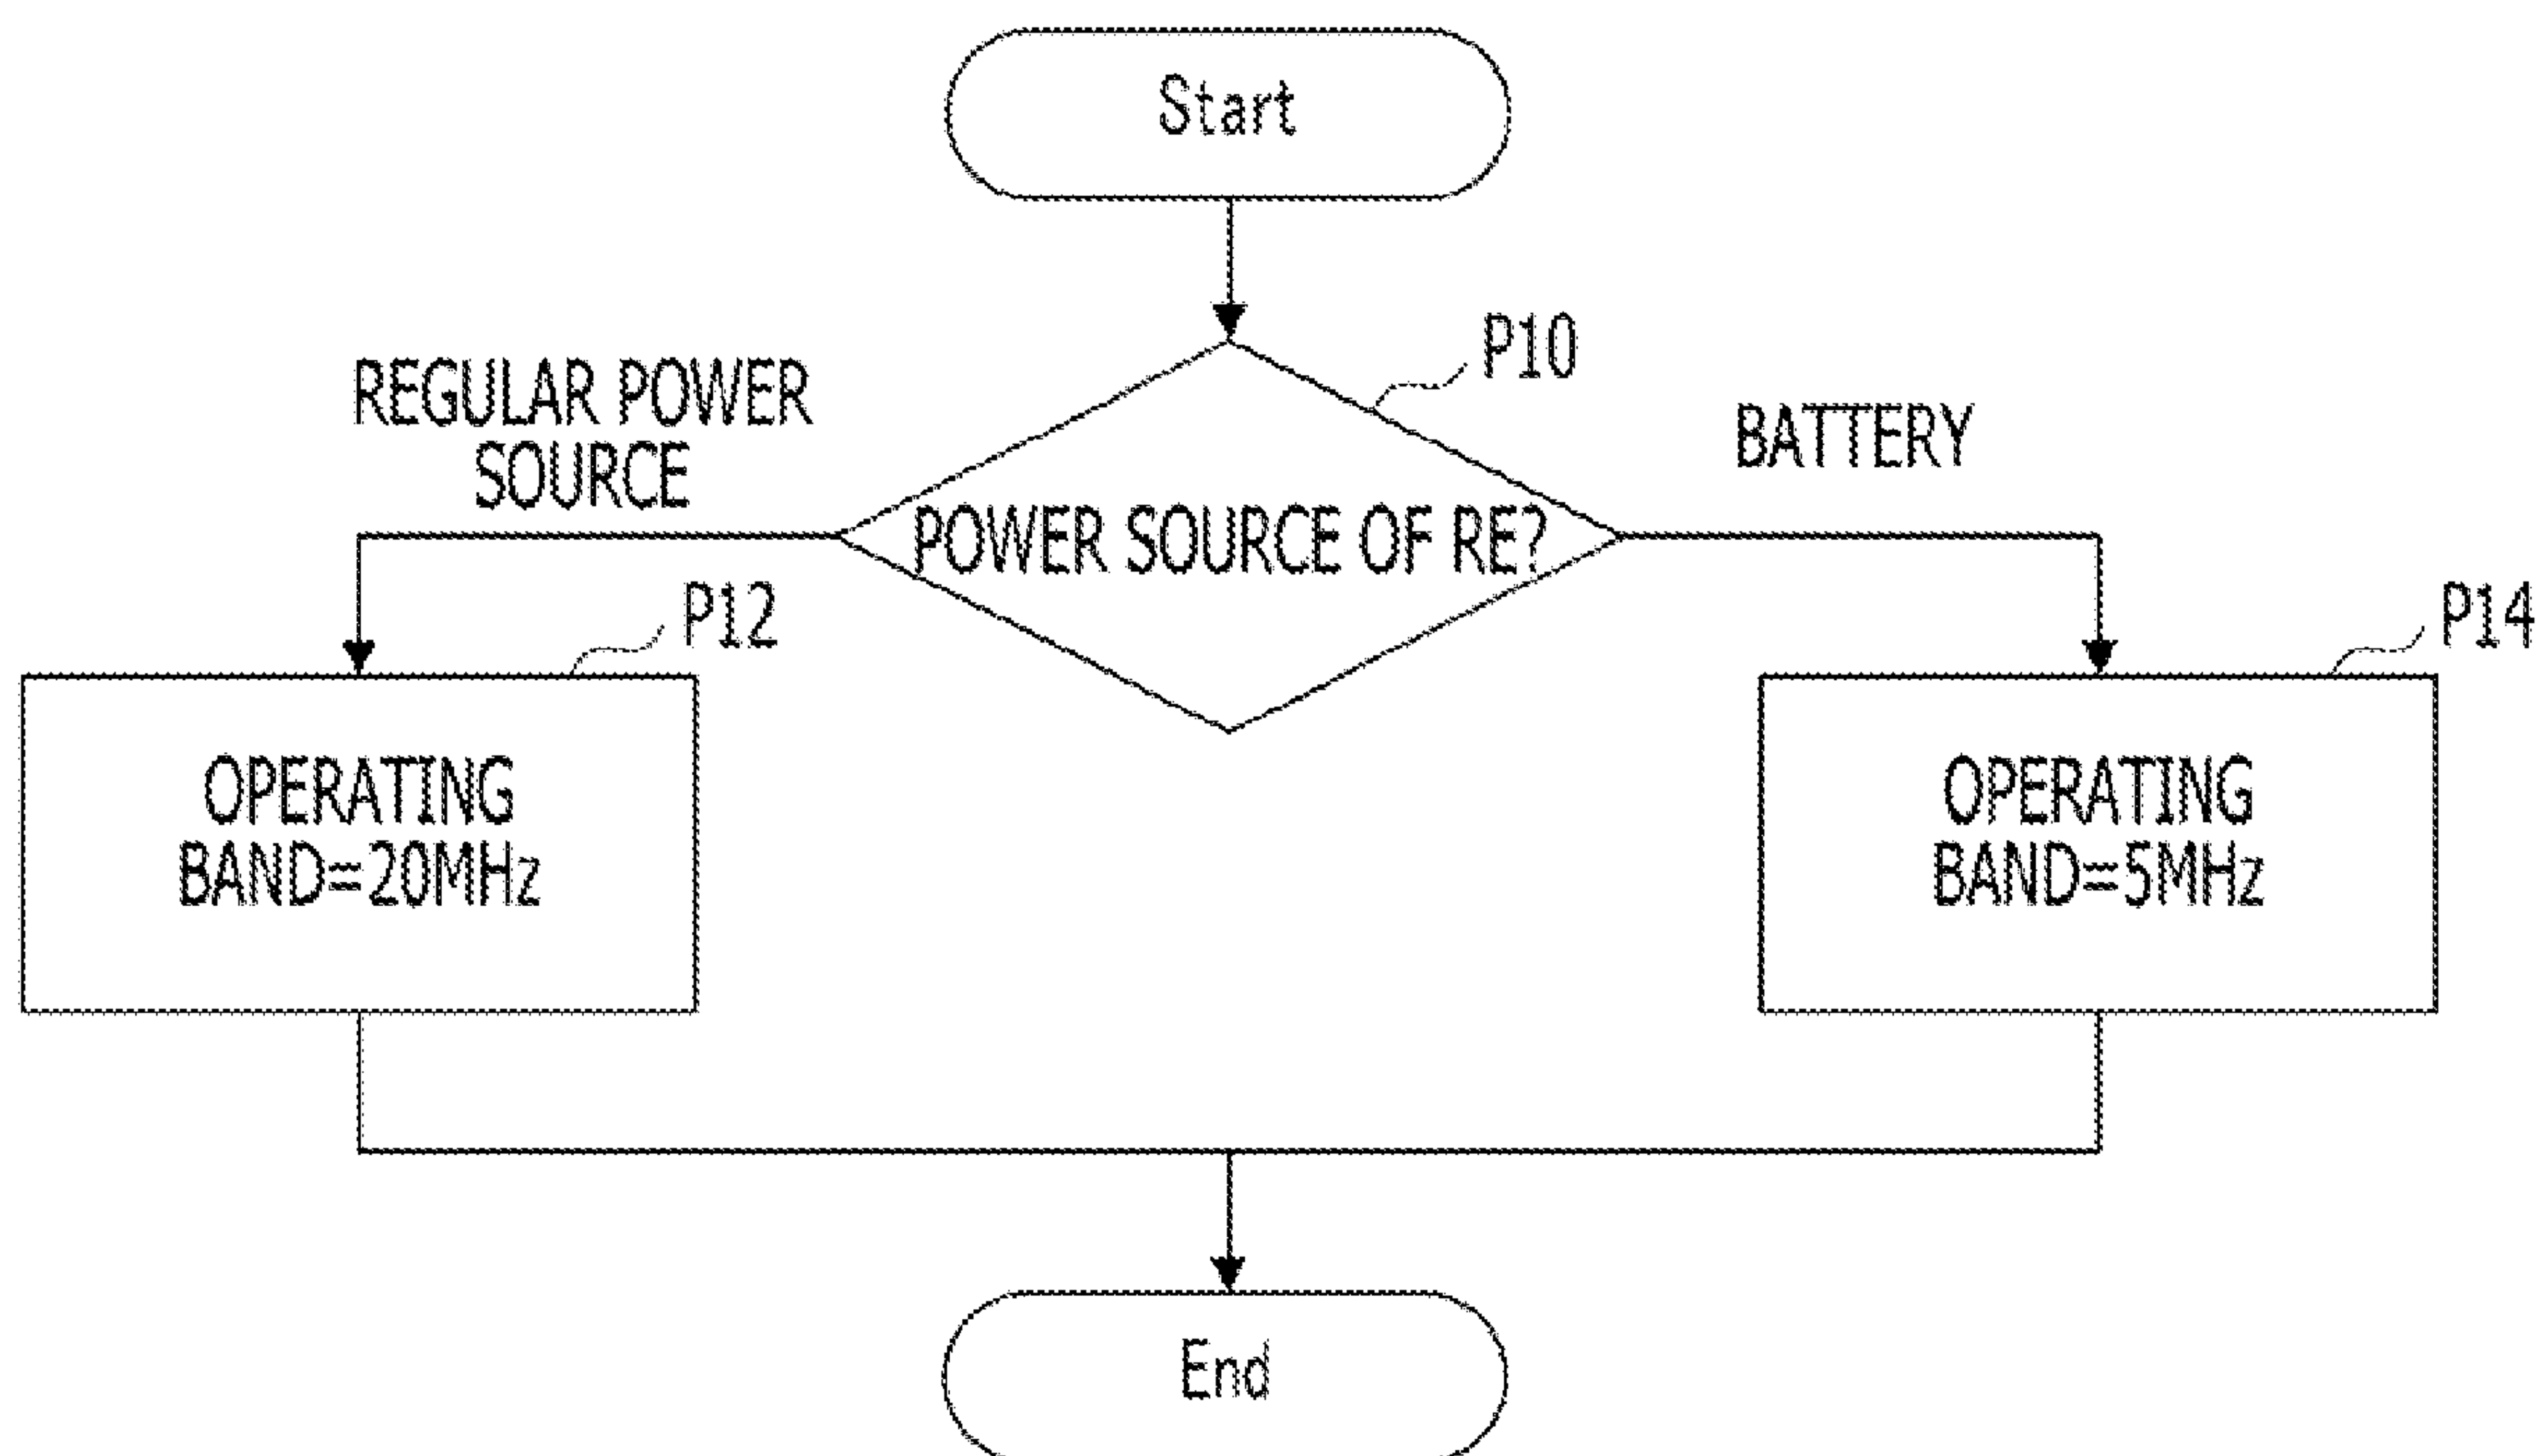 Start
P10
REGULAR POWER
SOURCE
BATTERY
POWER SOURCE OF RE?
P12
P14
OPERATING
BAND=20MHz
OPERATING
BAND=5MHz
End